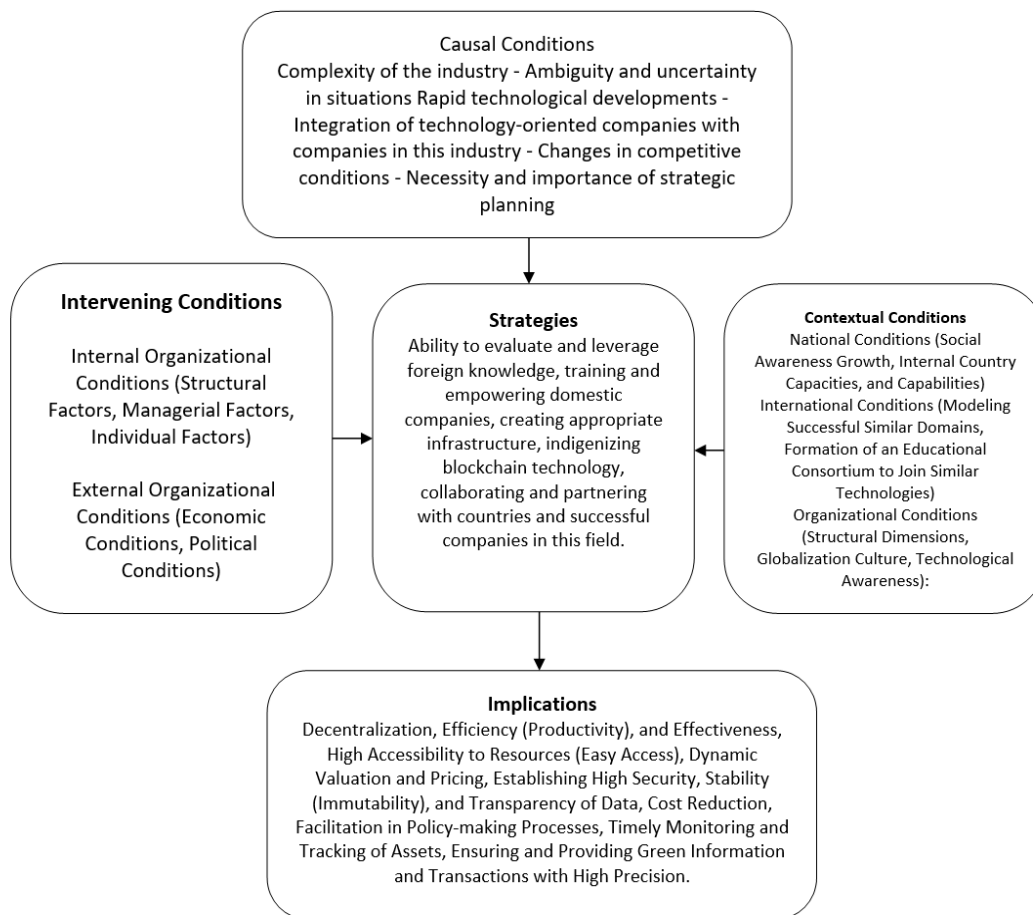 Causal Conditions
Complexity of the industry - Ambiguity and uncertainty
in situations Rapid technological developments -
Integration of technology-oriented companies with
companies in this industry - Changes in competitive
conditions - Necessity and importance of strategic
planning
Intervening Conditions
Internal Organizational
Conditions (Structural
Factors, Managerial Factors,
Individual Factors)
External Organizational
Conditions (Economic
Conditions, Political
Conditions)
Strategies
Ability to evaluate and leverage
foreign knowledge, training and
empowering domestic
companies, creating appropriate
infrastructure, indigenizing
blockchain technology,
collaborating and partnering
with countries and successful
companies in this field.
Contextual Conditions
National Conditions (Social
Awareness Growth, Internal Country
Capacities, and Capabilities)
International Conditions (Modeling
Successful Similar Domains,
Formation of an Educational
Consortium to Join Similar
Technologies)
Organizational Conditions
(Structural Dimensions,
Globalization Culture, Technological
Awareness):
Implications
Decentralization, Efficiency (Productivity), and Effectiveness,
High Accessibility to Resources (Easy Access), Dynamic
Valuation and Pricing, Establishing High Security, Stability
(Immutability), and Transparency of Data, Cost Reduction,
Facilitation in Policy-making Processes, Timely Monitoring and
Tracking of Assets, Ensuring and Providing Green Information
and Transactions with High Precision.